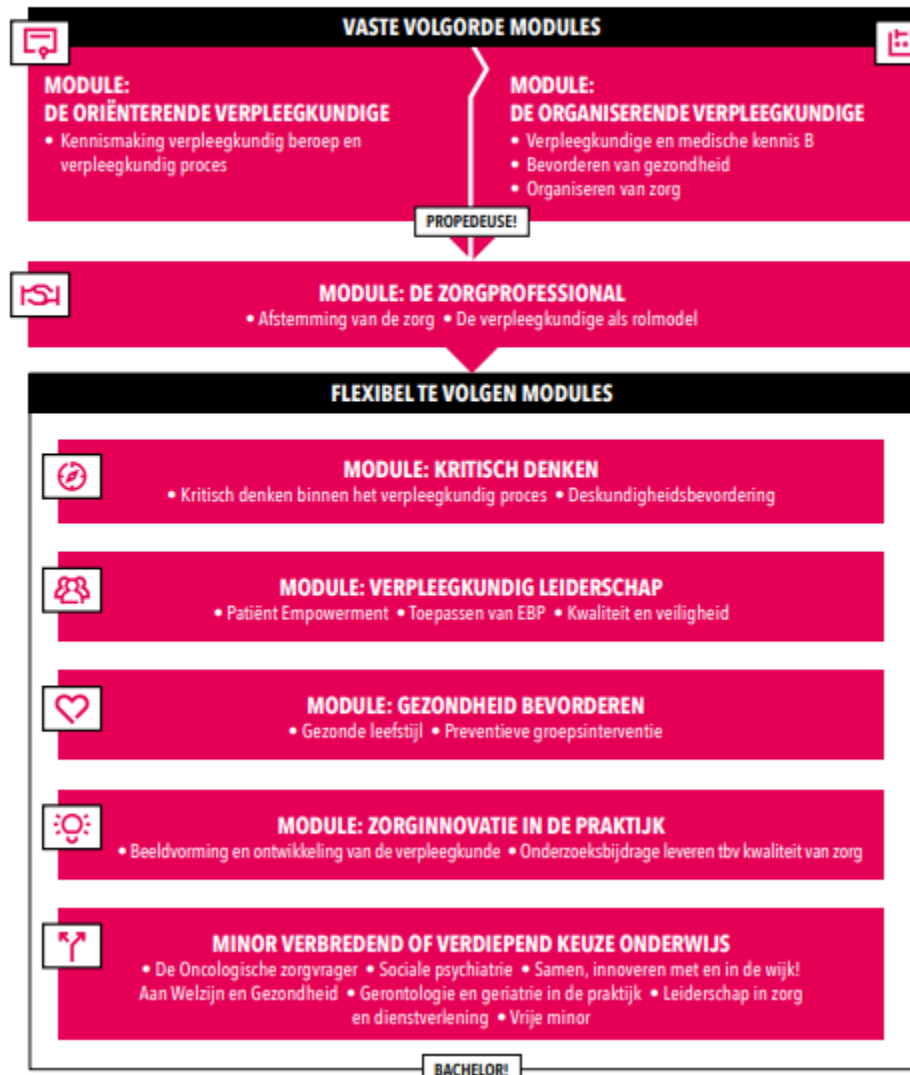 VASTE VOLGORDE MODULES
MODULE:
DE ORIËNTERENDE VERPLEEGKUNDIGE
• Kennismaking verpleegkundig beroep en
verpleegkundig proces
MODULE:
DE ORGANISERENDE VERPLEEGKUNDIGE
• Verpleegkundige en medische kennis B
• Bevorderen van gezondheid
• Organiseren van zorg
PROPEDEUSE!
MODULE: DE ZORGPROFESSIONAL
• Afstemming van de zorg • De verpleegkundige als rolmodel
FLEXIBEL TE VOLGEN MODULES
MODULE: KRITISCH DENKEN
• Kritisch denken binnen het verpleegkundig proces • Deskundigheidsbevordering
MODULE: VERPLEEGKUNDIG LEIDERSCHAP
• Patiënt Empowerment • Toepassen van EBP • Kwaliteit en veiligheid
MODULE: GEZONDHEID BEVORDEREN
• Gezonde leefstijl • Preventieve groepsinterventie
MODULE: ZORGINNOVATIE IN DE PRAKTIJK
• Beeldvorming en ontwikkeling van de verpleegkunde • Onderzoeksbijdrage leveren tbv kwaliteit van zorg
MINOR VERBREDEND OF VERDIEPEND KEUZE ONDERWIJS
• De Oncologische zorgvrager • Sociale psychiatrie • Samen, innoveren met en in de wijk!
Aan Welzijn en Gezondheid • Gerontologie en geriatrie in de praktijk • Leiderschap in zorg
en dienstverlening • Vrije minor
BACHELOR!